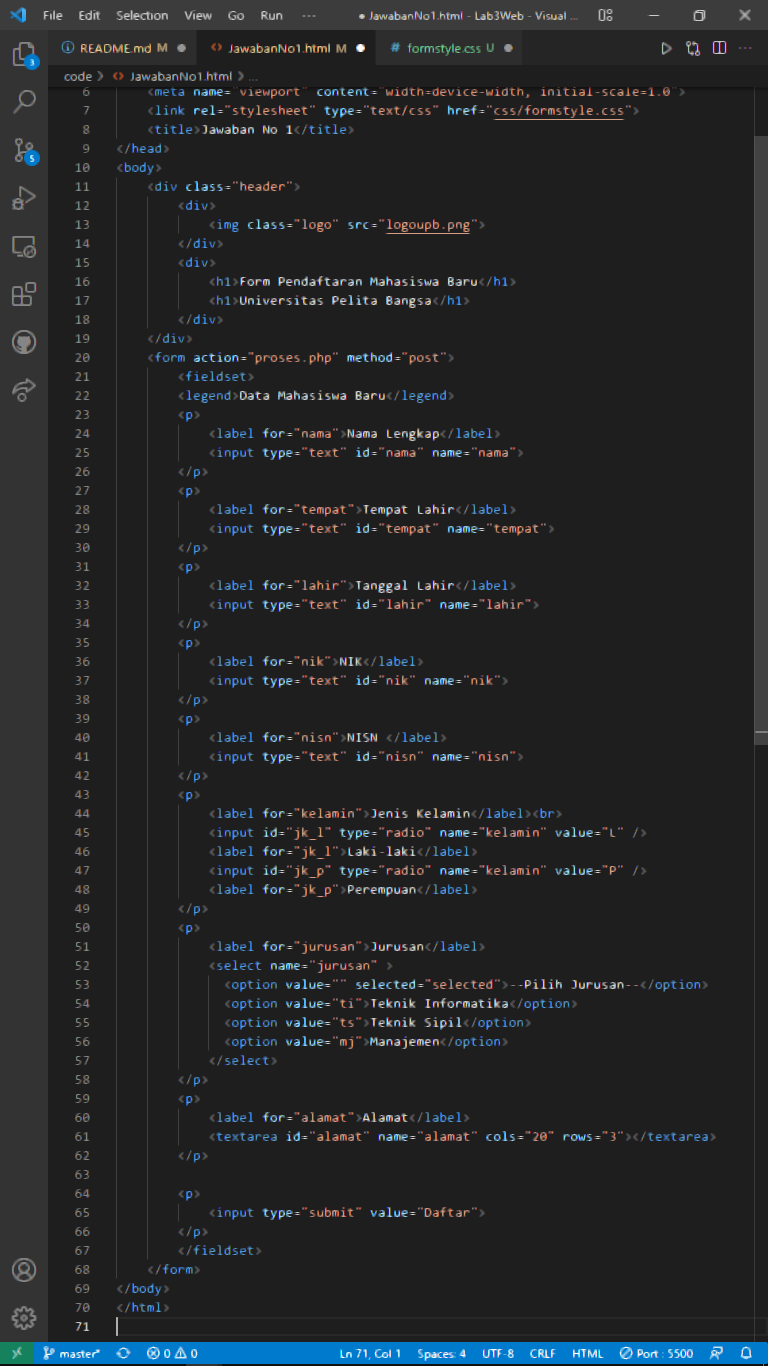 File Edit Selection View Go Run ··· ● JawabanNo1.html - Lab3Web - Visual ...
README.md M ● JawabanNo1.html M ● # formstyle.css U ●
code > JawabanNo1.html > ...
3
5
6 <meta name="viewport" content="width=device-width, initial-scale=1.0">
7 <link rel="stylesheet" type="text/css" href="css/formstyle.css">
8 <title>Jawaban No 1</title>
9 </head>
10 <body>
11 <div class="header">
12 <div>
13 <img class="logo" src="logoupb.png">
14 </div>
15 <div>
16 <h1>Form Pendaftaran Mahasiswa Baru</h1>
17 <h1>Universitas Pelita Bangsa</h1>
18 </div>
19 </div>
20 <form action="proses.php" method="post">
21 <fieldset>
22 <legend>Data Mahasiswa Baru</legend>
23 <p>
24 <label for="nama">Nama Lengkap</label>
25 <input type="text" id="nama" name="nama">
26 </p>
27 <p>
28 <label for="tempat">Tempat Lahir</label>
29 <input type="text" id="tempat" name="tempat">
30 </p>
31 <p>
32 <label for="lahir">Tanggal Lahir</label>
33 <input type="text" id="lahir" name="lahir">
34 </p>
35 <p>
36 <label for="nik">NIK</label>
37 <input type="text" id="nik" name="nik">
38 </p>
39 <p>
40 <label for="nisn">NISN </label>
41 <input type="text" id="nisn" name="nisn">
42 </p>
43 <p>
44 <label for="kelamin">Jenis Kelamin</label><br>
45 <input id="jk_l" type="radio" name="kelamin" value="L" />
46 <label for="jk_l">Laki-laki</label>
47 <input id="jk_p" type="radio" name="kelamin" value="P" />
48 <label for="jk_p">Perempuan</label>
49 </p>
50 <p>
51 <label for="jurusan">Jurusan</label>
52 <select name="jurusan" >
53 <option value="" selected="selected">--Pilih Jurusan--</option>
54 <option value="ti">Teknik Informatika</option>
55 <option value="ts">Teknik Sipil</option>
56 <option value="mj">Manajemen</option>
57 </select>
58 </p>
59 <p>
60 <label for="alamat">Alamat</label>
61 <textarea id="alamat" name="alamat" cols="20" rows="3"></textarea>
62 </p>
63
64 <p>
65 <input type="submit" value="Daftar">
66 </p>
67 </fieldset>
68 </form>
69 </body>
70 </html>
71
master* 0 0 Ln 71, Col 1 Spaces: 4 UTF-8 CRLF HTML Port : 5500